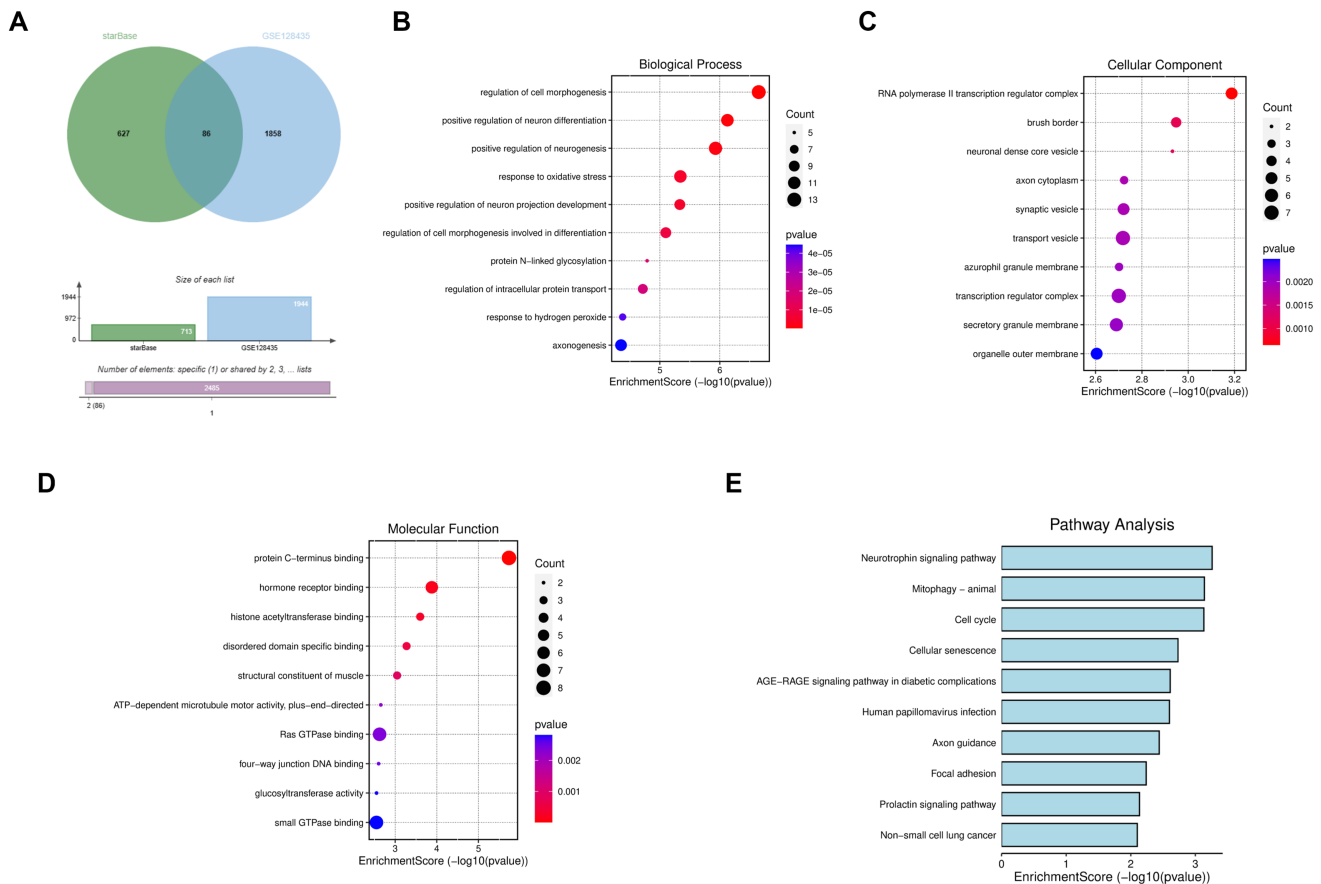 A
starBase
GSE128435
627
86
1858
Size of each list
1944
972
0
713
1944
starBase
GSE128435
Number of elements: specific (1) or shared by 2, 3, ... lists
2485
2 (86)
1
B
Biological Process
regulation of cell morphogenesis
positive regulation of neuron differentiation
positive regulation of neurogenesis
response to oxidative stress
positive regulation of neuron projection development
regulation of cell morphogenesis involved in differentiation
protein N−linked glycosylation
regulation of intracellular protein transport
response to hydrogen peroxide
axonogenesis
5
6
EnrichmentScore (−log10(pvalue))
Count
5
7
9
11
13
pvalue
4e−05
3e−05
2e−05
1e−05
C
Cellular Component
RNA polymerase II transcription regulator complex
brush border
neuronal dense core vesicle
axon cytoplasm
synaptic vesicle
transport vesicle
azurophil granule membrane
transcription regulator complex
secretory granule membrane
organelle outer membrane
2.6
2.8
3.0
3.2
EnrichmentScore (−log10(pvalue))
Count
2
3
4
5
6
7
pvalue
0.0020
0.0015
0.0010
D
Molecular Function
protein C−terminus binding
hormone receptor binding
histone acetyltransferase binding
disordered domain specific binding
structural constituent of muscle
ATP−dependent microtubule motor activity, plus−end−directed
Ras GTPase binding
four−way junction DNA binding
glucosyltransferase activity
small GTPase binding
3
4
5
EnrichmentScore (−log10(pvalue))
Count
2
3
4
5
6
7
8
pvalue
0.002
0.001
E
Pathway Analysis
Neurotrophin signaling pathway
Mitophagy − animal
Cell cycle
Cellular senescence
AGE−RAGE signaling pathway in diabetic complications
Human papillomavirus infection
Axon guidance
Focal adhesion
Prolactin signaling pathway
Non−small cell lung cancer
0
1
2
3
EnrichmentScore (−log10(pvalue))